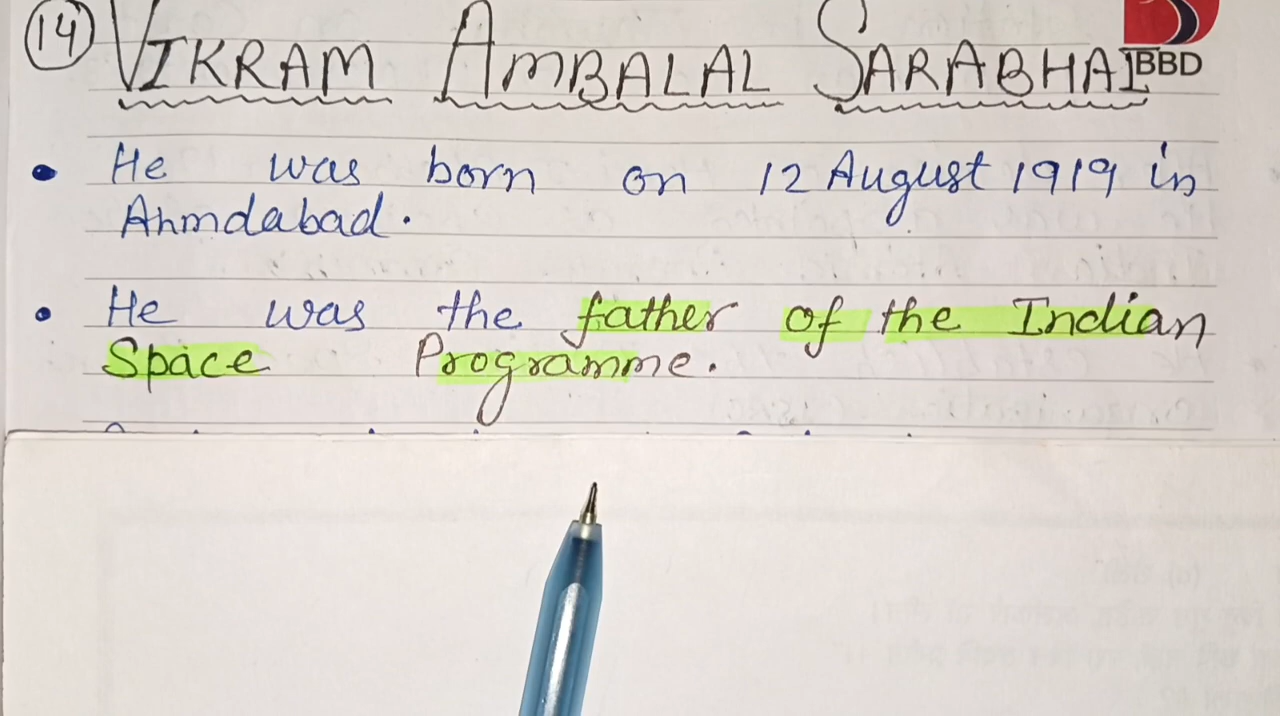 14 VIKRAM AMBALAL SARABHAI
BBD
• He was born on 12 August 1919 in
Ahmdabad.
• He was the father of the Indian
Space Programme.